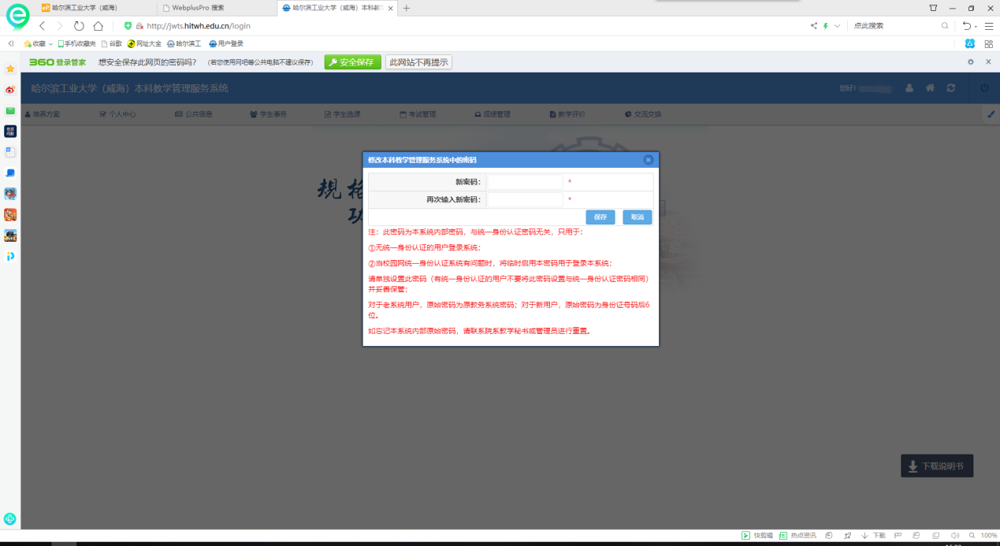 哈尔滨工业大学（威海）
WebplusPro 搜索
哈尔滨工业大学（威海）本科教
http://jwts.hitwh.edu.cn/login
点此搜索
收藏
手机收藏夹
谷歌
网址大全
哈尔滨工
用户登录
360 登录管家
想安全保存此网页的密码吗？
（若您使用网吧等公共电脑不建议保存）
安全保存
此网站不再提示
哈尔滨工业大学（威海）本科教学管理服务系统
您好！
培养方案
个人中心
公共信息
学生事务
学生选课
考试管理
成绩管理
教学评价
交流交换
规格
功
修改本科教学管理服务系统中的密码
新密码： *
再次输入新密码： *
保存 取消
注：此密码为本系统内部密码，与统一身份认证密码无关，只用于：
①无统一身份认证的用户登录系统；
②当校园网统一身份认证系统有问题时，将临时启用本密码用于登录本系统；
请单独设置此密码（有统一身份认证的用户不要将此密码设置与统一身份认证密码相同）
并妥善保管；
对于老系统用户，原始密码为原教务系统密码；对于新用户，原始密码为身份证号码后6
位。
如忘记本系统内部原始密码，请联系院系教学秘书或管理员进行重置。
下载说明书
快剪辑
热点资讯
下载
100%